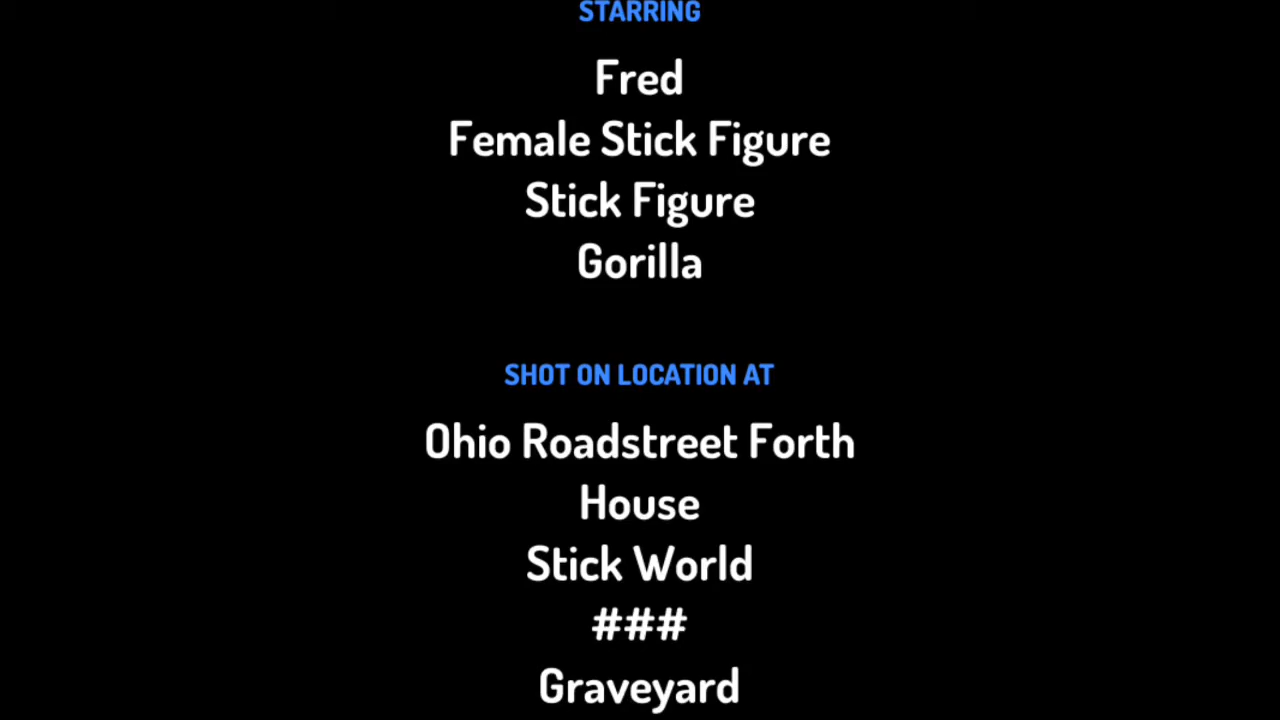 STARRING
Fred
Female Stick Figure
Stick Figure
Gorilla
SHOT ON LOCATION AT
Ohio Roadstreet Forth
House
Stick World
###
Graveyard